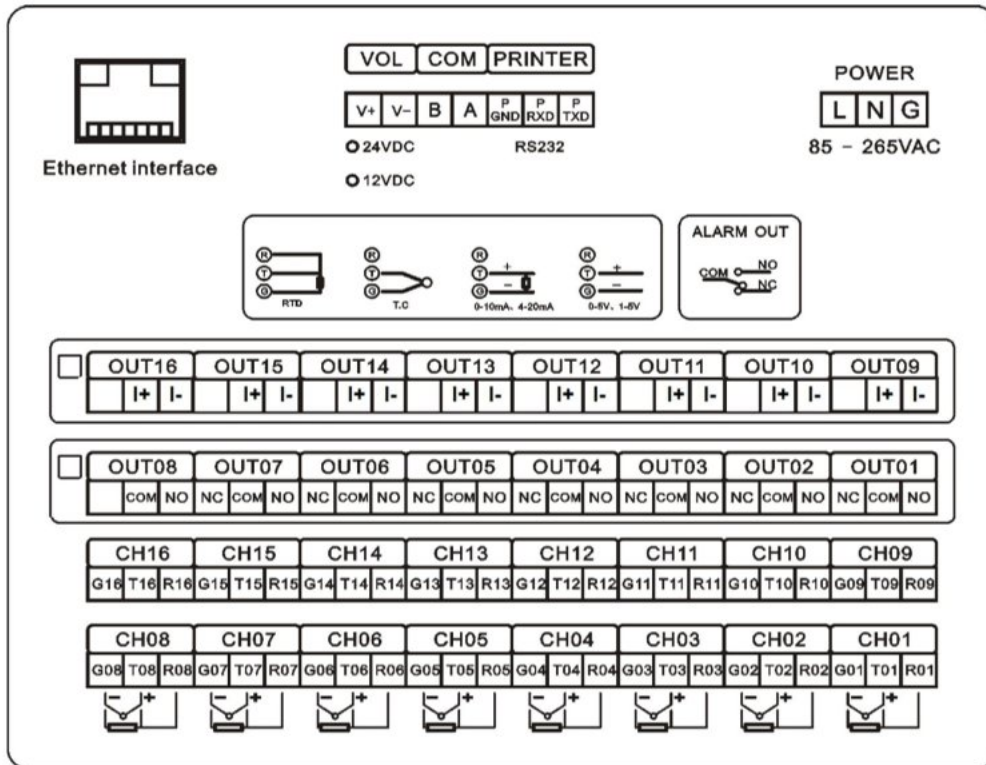 VOL COM PRINTER
POWER
V+ V- B A P GND P RXD P TXD
L N G
24VDC RS232
85 - 265VAC
Ethernet interface
12VDC
ALARM OUT
R R R R
NO
T T T + T +
COM
G G G - G -
NC
RTD T.C 0-10mA、4-20mA 0-5V、1-5V
OUT16 OUT15 OUT14 OUT13 OUT12 OUT11 OUT10 OUT09
I+ I- I+ I- I+ I- I+ I- I+ I- I+ I- I+ I- I+ I-
OUT08 OUT07 OUT06 OUT05 OUT04 OUT03 OUT02 OUT01
COM NO NC COM NO NC COM NO NC COM NO NC COM NO NC COM NO NC COM NO NC COM NO
CH16 CH15 CH14 CH13 CH12 CH11 CH10 CH09
G16 T16 R16 G15 T15 R15 G14 T14 R14 G13 T13 R13 G12 T12 R12 G11 T11 R11 G10 T10 R10 G09 T09 R09
CH08 CH07 CH06 CH05 CH04 CH03 CH02 CH01
G08 T08 R08 G07 T07 R07 G06 T06 R06 G05 T05 R05 G04 T04 R04 G03 T03 R03 G02 T02 R02 G01 T01 R01
- + - + - + - + - + - + - + - +